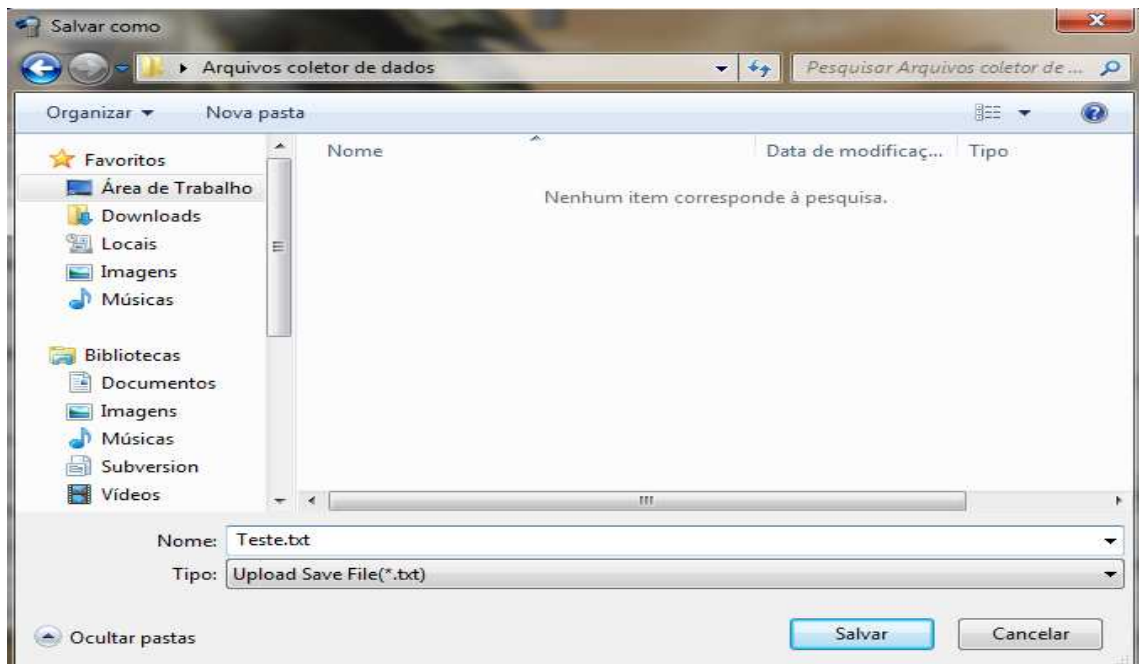 Salvar como
Arquivos coletor de dados
Pesquisar Arquivos coletor de ...
Organizar
Nova pasta
Favoritos
Área de Trabalho
Downloads
Locais
Imagens
Músicas
Bibliotecas
Documentos
Imagens
Músicas
Subversion
Vídeos
Nome
Data de modificaç...
Tipo
Nenhum item corresponde à pesquisa.
Nome: Teste.txt
Tipo: Upload Save File(*.txt)
Ocultar pastas
Salvar
Cancelar